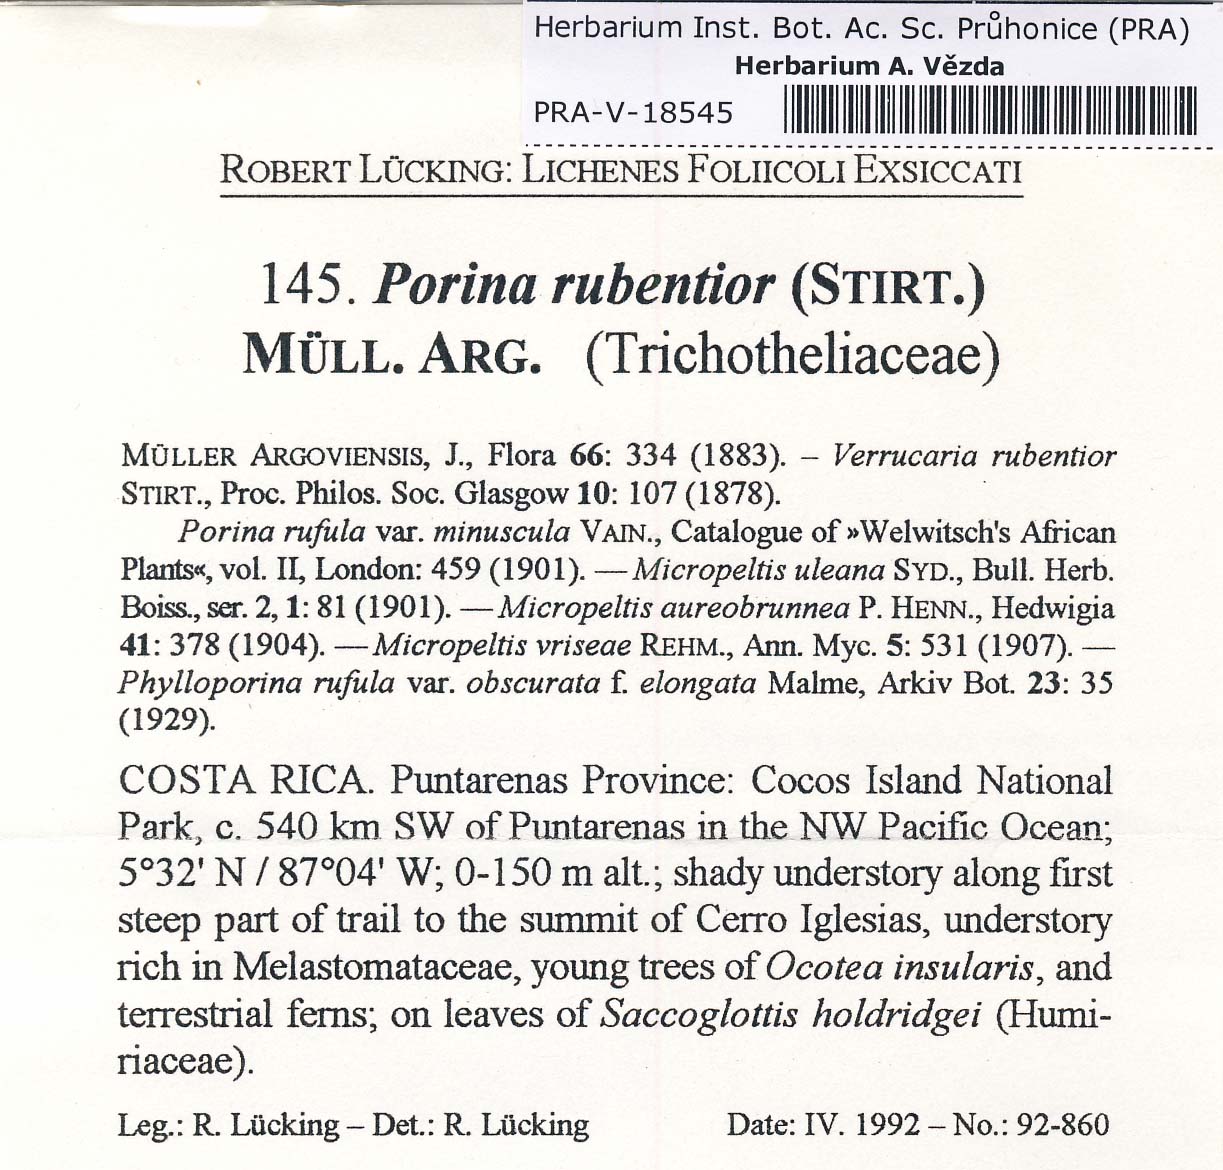 Herbarium Inst. Bot. Ac. Sc. Průhonice (PRA)
Herbarium A. Vězda
PRA-V-18545
ROBERT LÜCKING: LICHENES FOLIICOLI EXSICCATI
145. Porina rubentior (STIRT.)
MÜLL. ARG. (Trichotheliaceae)
MÜLLER ARGOVIENSIS, J., Flora 66: 334 (1883). – Verrucaria rubentior
STIRT., Proc. Philos. Soc. Glasgow 10: 107 (1878).
Porina rufula var. minuscula VAIN., Catalogue of »Welwitsch's African
Plants«, vol. II, London: 459 (1901). — Micropeltis uleana SYD., Bull. Herb.
Boiss., ser. 2, 1: 81 (1901). — Micropeltis aureobrunnea P. HENN., Hedwigia
41: 378 (1904). — Micropeltis vriseae REHM., Ann. Myc. 5: 531 (1907). —
Phylloporina rufula var. obscurata f. elongata Malme, Arkiv Bot. 23: 35
(1929).
COSTA RICA. Puntarenas Province: Cocos Island National
Park, c. 540 km SW of Puntarenas in the NW Pacific Ocean;
5°32' N / 87°04' W; 0-150 m alt.; shady understory along first
steep part of trail to the summit of Cerro Iglesias, understory
rich in Melastomataceae, young trees of Ocotea insularis, and
terrestrial ferns; on leaves of Saccoglottis holdridgei (Humi-
riaceae).
Leg.: R. Lücking – Det.: R. Lücking Date: IV. 1992 – No.: 92-860